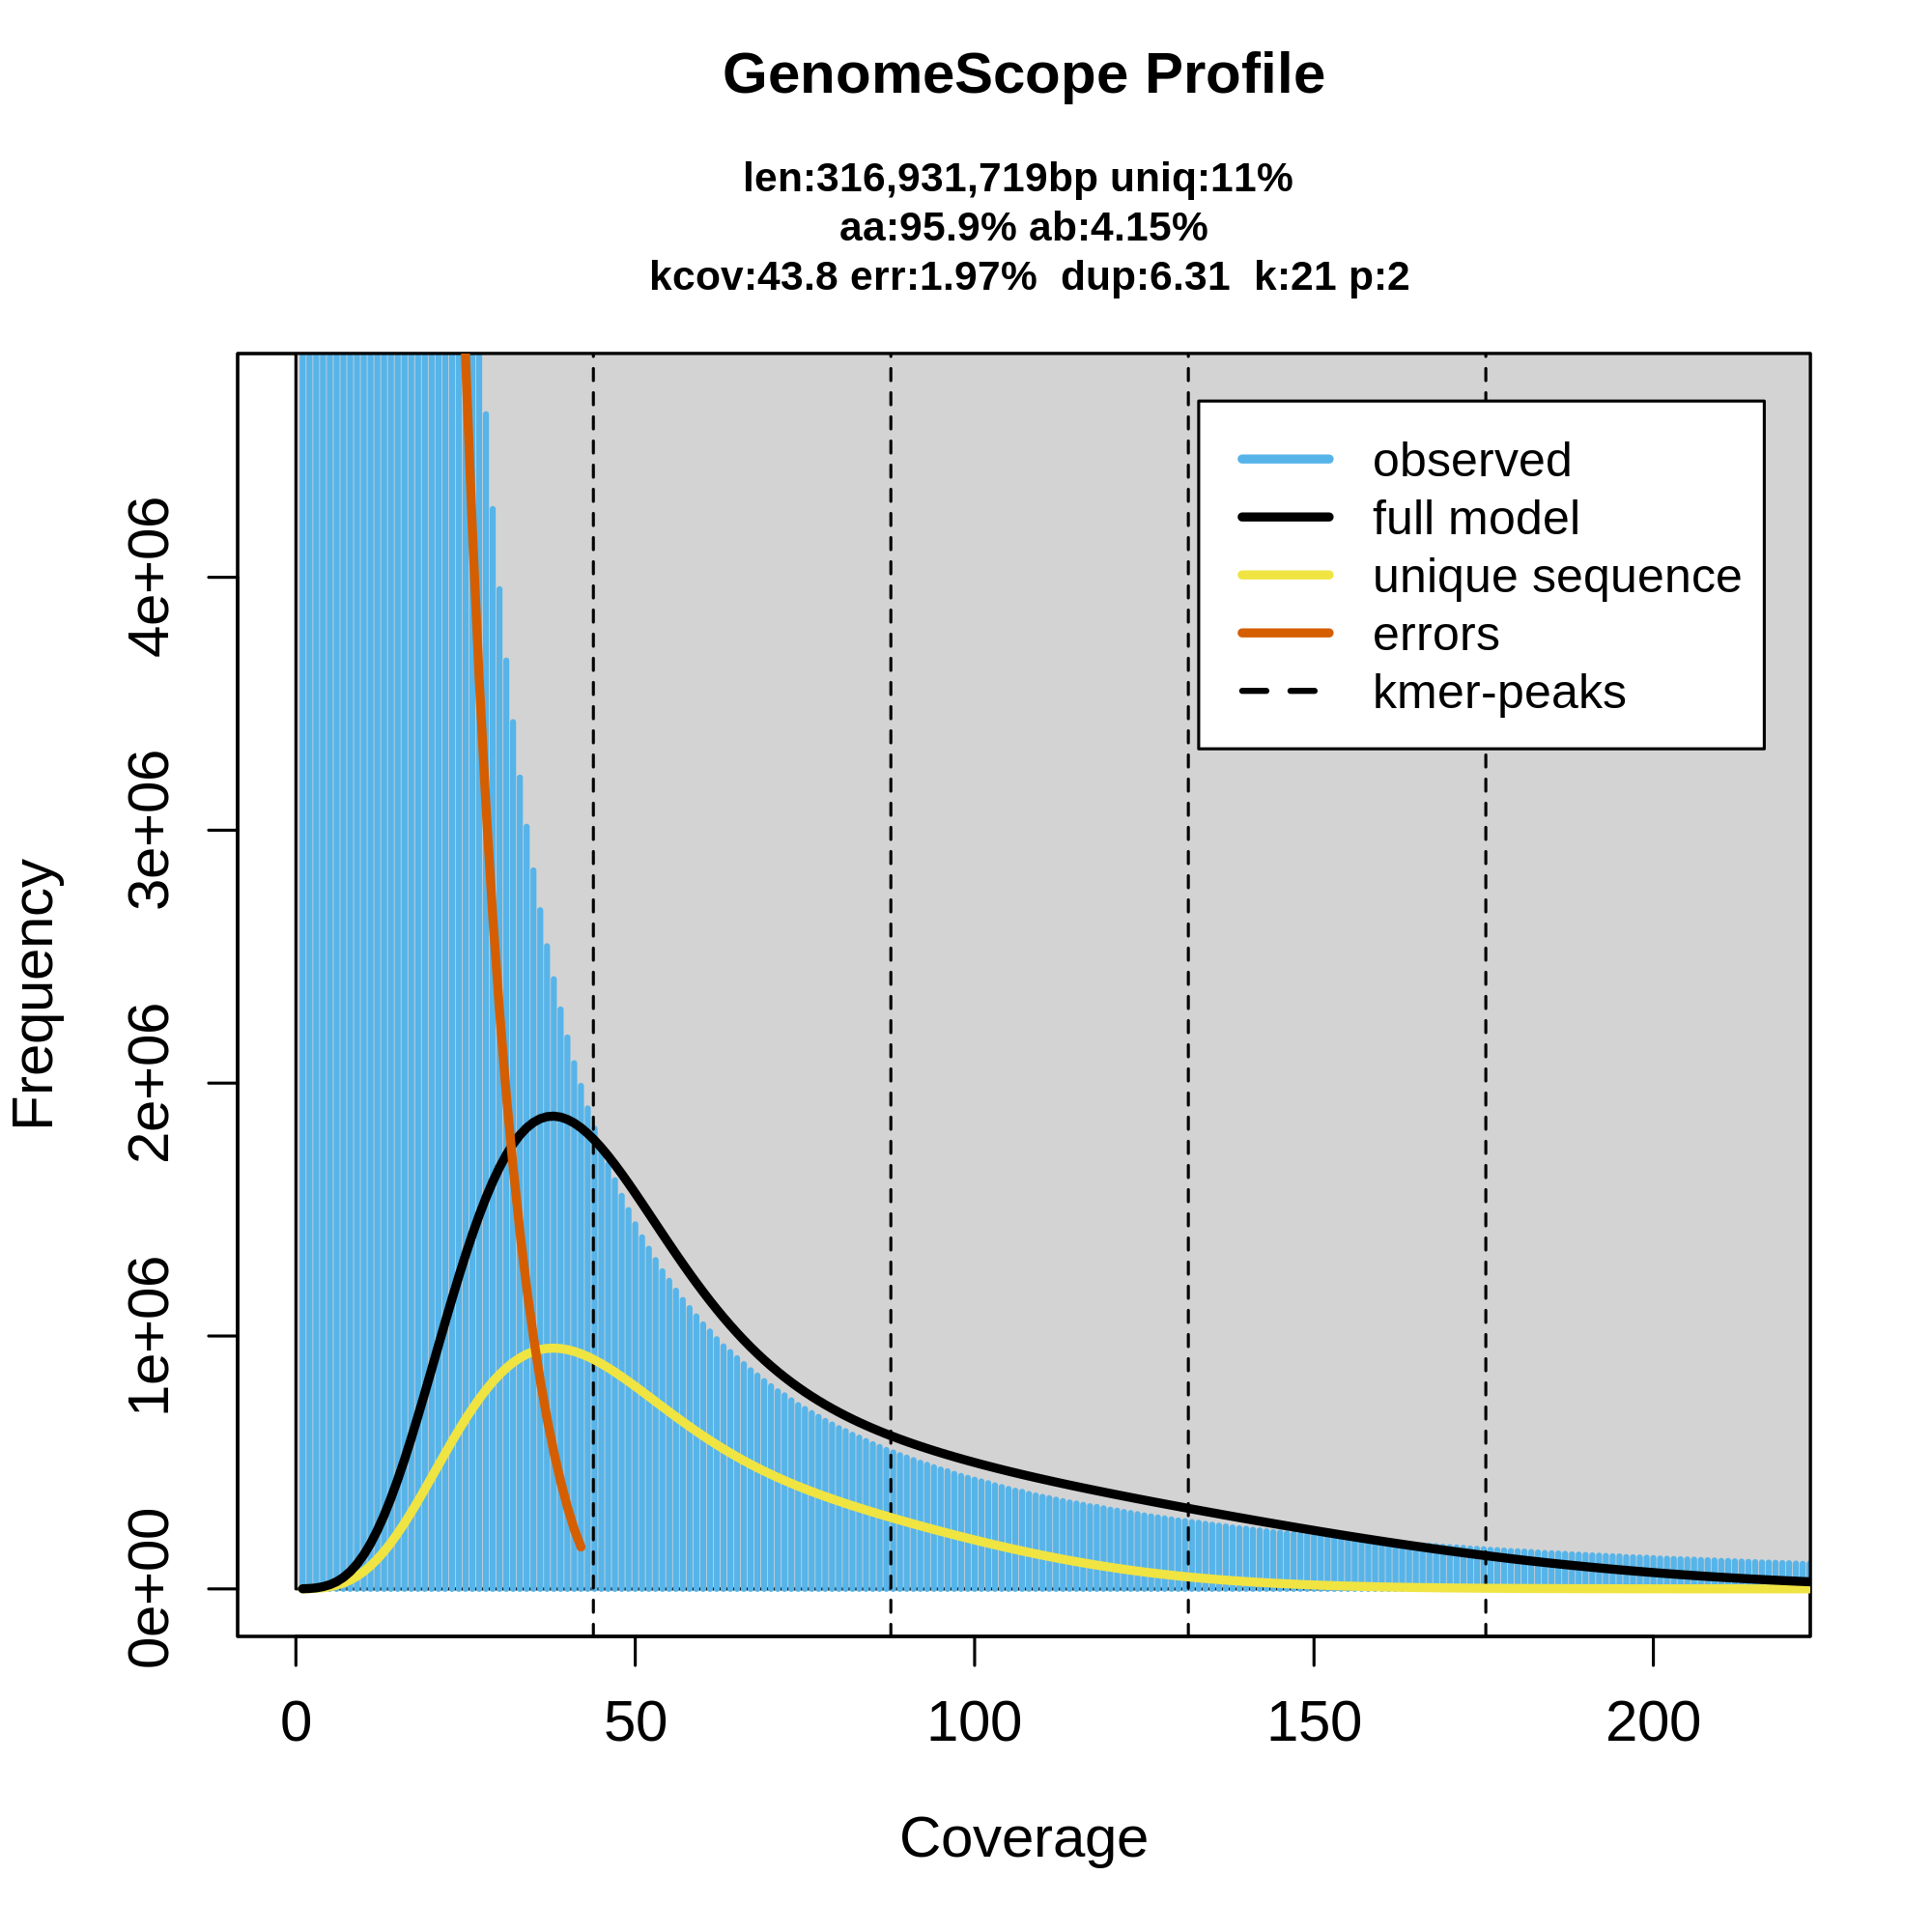 GenomeScope Profile
len:316,931,719bp uniq:11%
aa:95.9% ab:4.15%
kcov:43.8 err:1.97%  dup:6.31  k:21 p:2
observed
full model
unique sequence
errors
kmer-peaks
Frequency
4e+06
3e+06
2e+06
1e+06
0e+00
0 50 100 150 200
Coverage